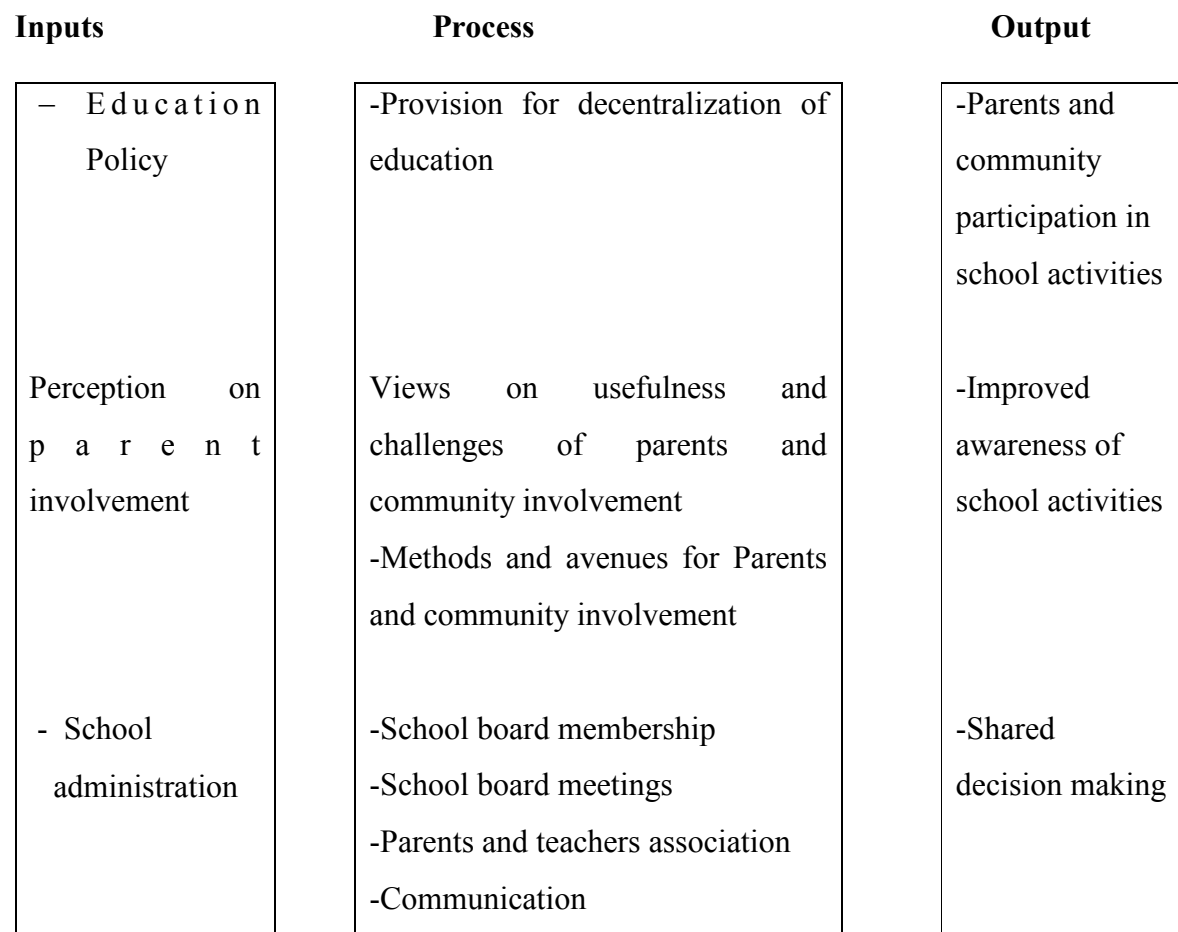 Inputs
Process
Output
– Education
Policy
Perception on
parent
involvement
- School
administration
-Provision for decentralization of
education
Views on usefulness and
challenges of parents and
community involvement
-Methods and avenues for Parents
and community involvement
-School board membership
-School board meetings
-Parents and teachers association
-Communication
-Parents and
community
participation in
school activities
-Improved
awareness of
school activities
-Shared
decision making